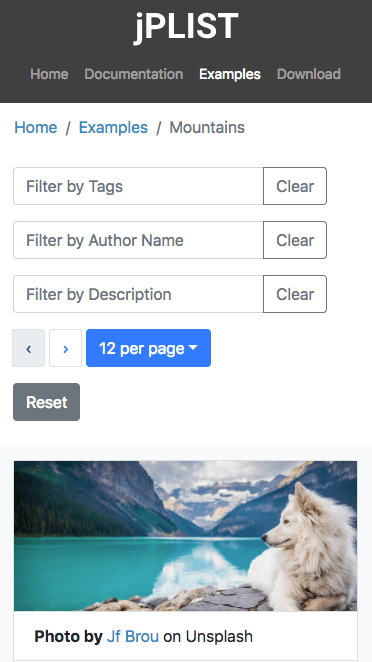 jPLIST
Home Documentation Examples Download
Home / Examples / Mountains
Filter by Tags Clear
Filter by Author Name Clear
Filter by Description Clear
‹ › 12 per page
Reset
Photo by Jf Brou on Unsplash